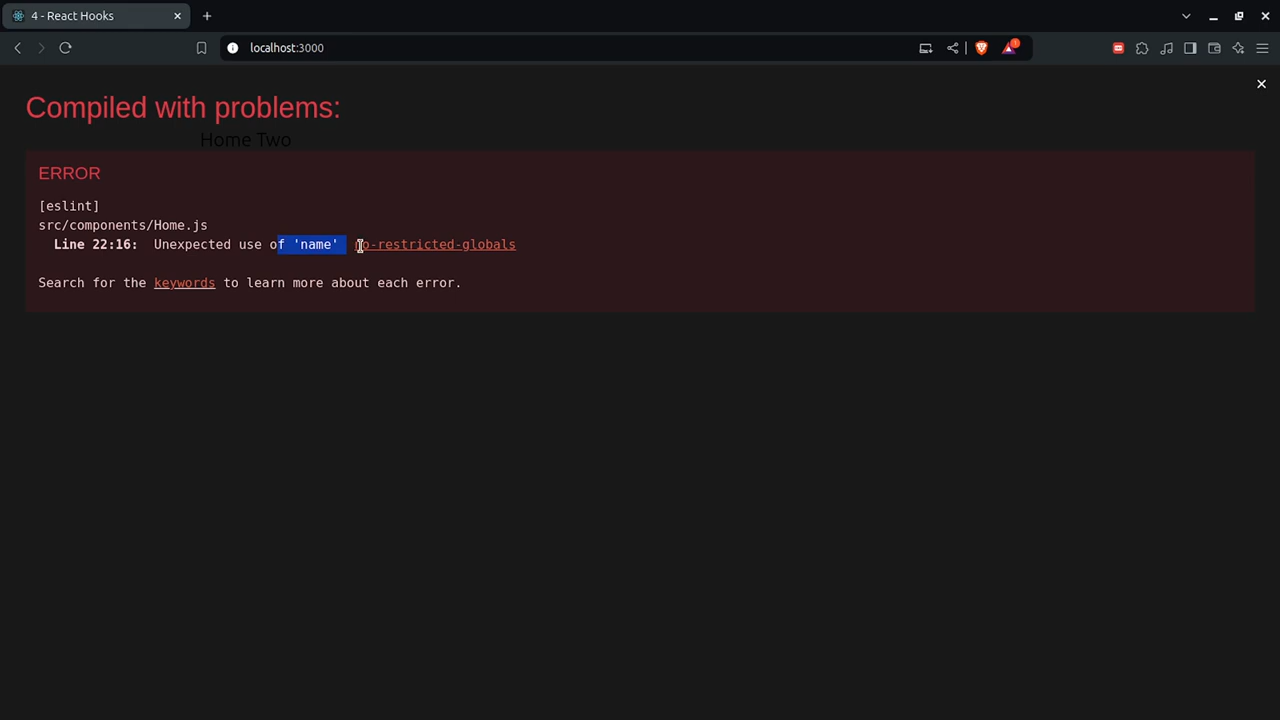 4 - React Hooks
localhost:3000
1
Compiled with problems:
Home Two
ERROR
[eslint]
src/components/Home.js
Line 22:16:  Unexpected use of 'name'  no-restricted-globals
Search for the keywords to learn more about each error.